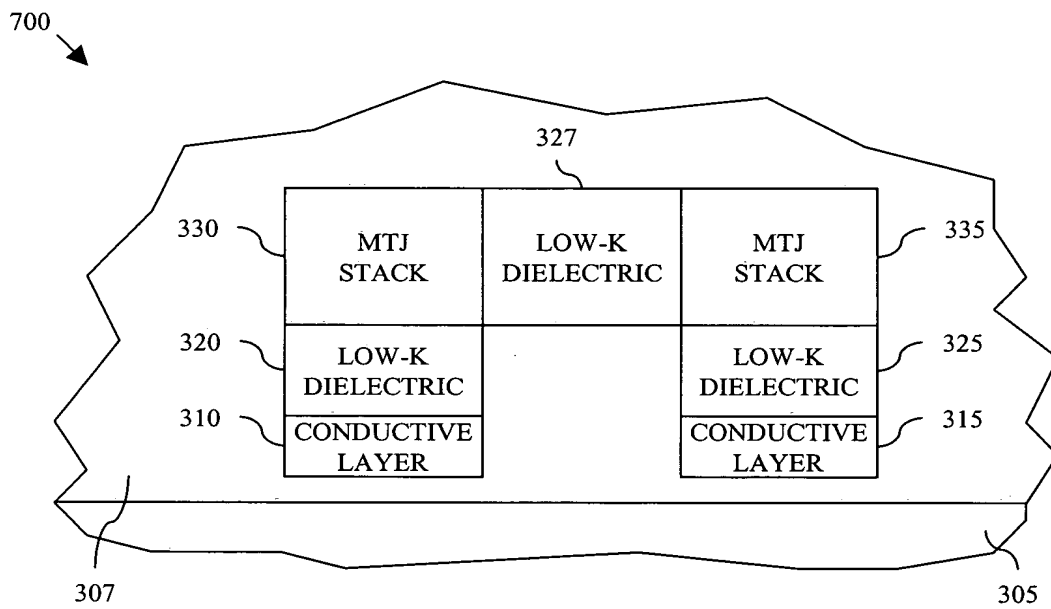 700
327
330
MTJ
STACK
LOW-K
DIELECTRIC
MTJ
STACK
335
320
LOW-K
DIELECTRIC
LOW-K
DIELECTRIC
325
310
CONDUCTIVE
LAYER
CONDUCTIVE
LAYER
315
307
305